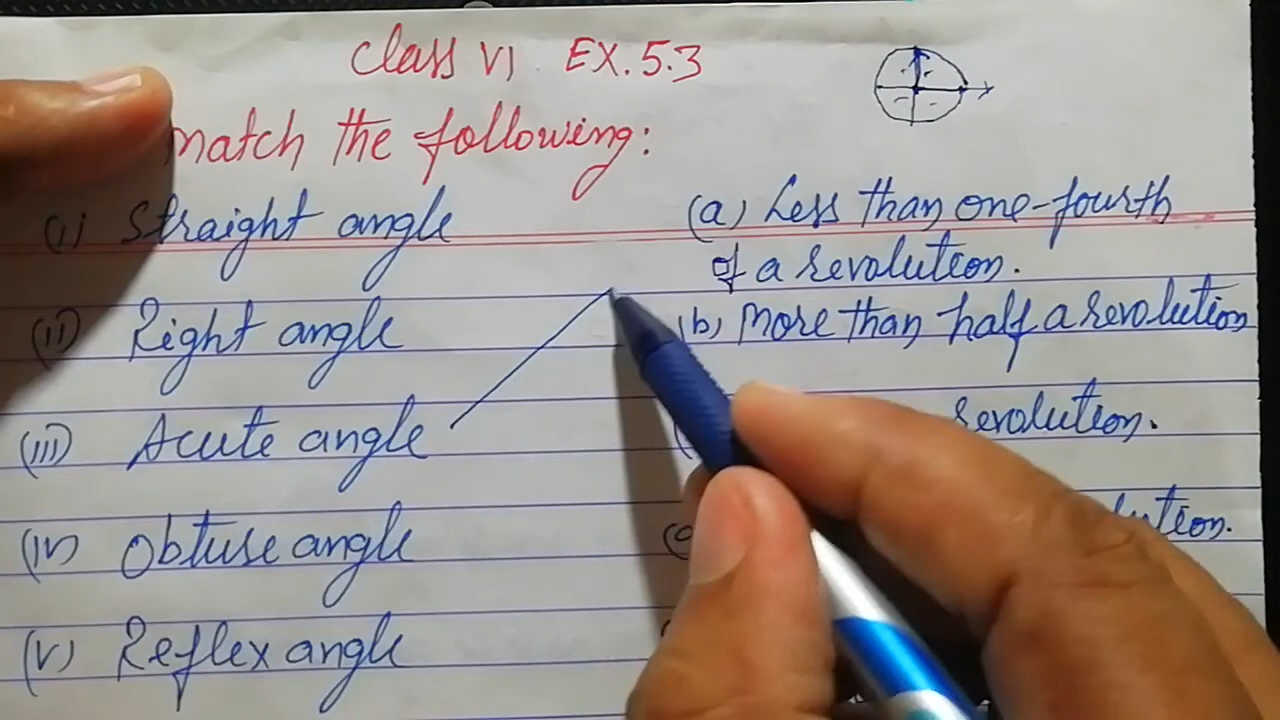 Class VI EX. 5.3
Match the following:
(i) Straight angle
(a) Less than one-fourth
of a revolution.
(ii) Right angle
(b) More than half a revolution
(iii) Acute angle
revolution.
(iv) Obtuse angle
(v) Reflex angle